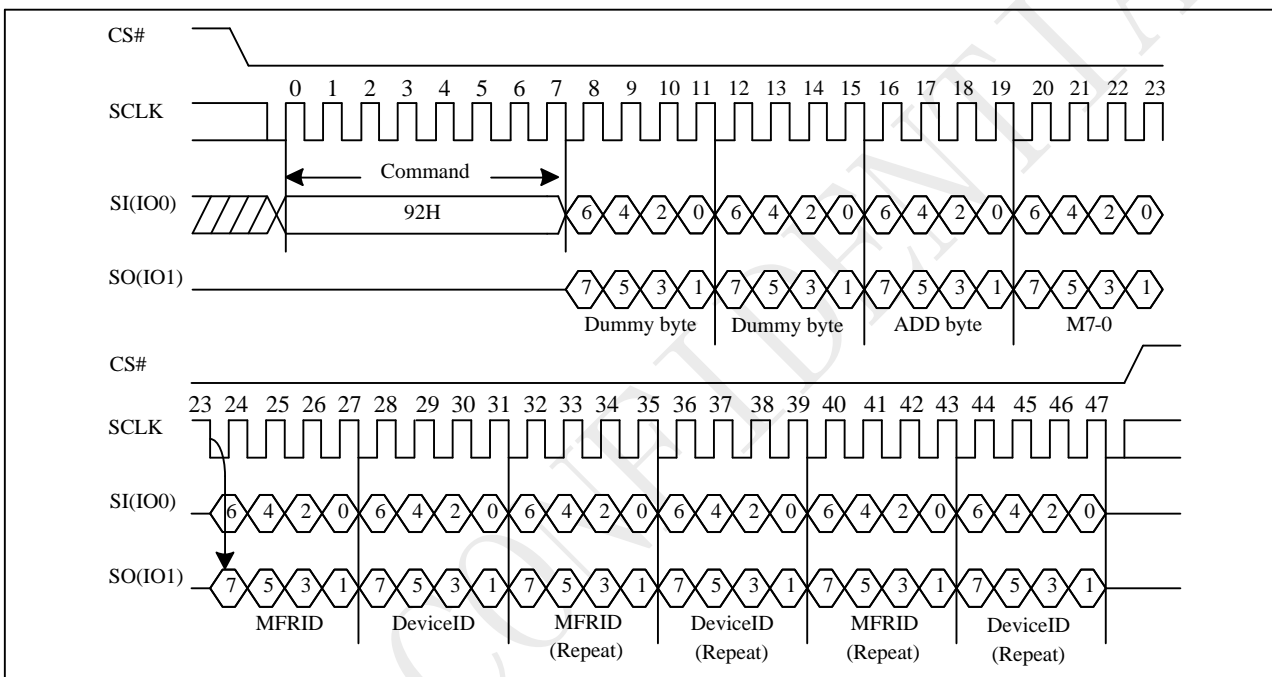 CS#
0 1 2 3 4 5 6 7 8 9 10 11 12 13 14 15 16 17 18 19 20 21 22 23
SCLK
Command
SI(IO0) 92H 6 4 2 0 6 4 2 0 6 4 2 0 6 4 2 0
SO(IO1) 7 5 3 1 7 5 3 1 7 5 3 1 7 5 3 1
Dummy byte Dummy byte ADD byte M7-0
CS#
23 24 25 26 27 28 29 30 31 32 33 34 35 36 37 38 39 40 41 42 43 44 45 46 47
SCLK
SI(IO0) 6 4 2 0 6 4 2 0 6 4 2 0 6 4 2 0 6 4 2 0 6 4 2 0
SO(IO1) 7 5 3 1 7 5 3 1 7 5 3 1 7 5 3 1 7 5 3 1 7 5 3 1
MFRID DeviceID MFRID DeviceID MFRID DeviceID
(Repeat) (Repeat) (Repeat) (Repeat)
CONFIDENTIA